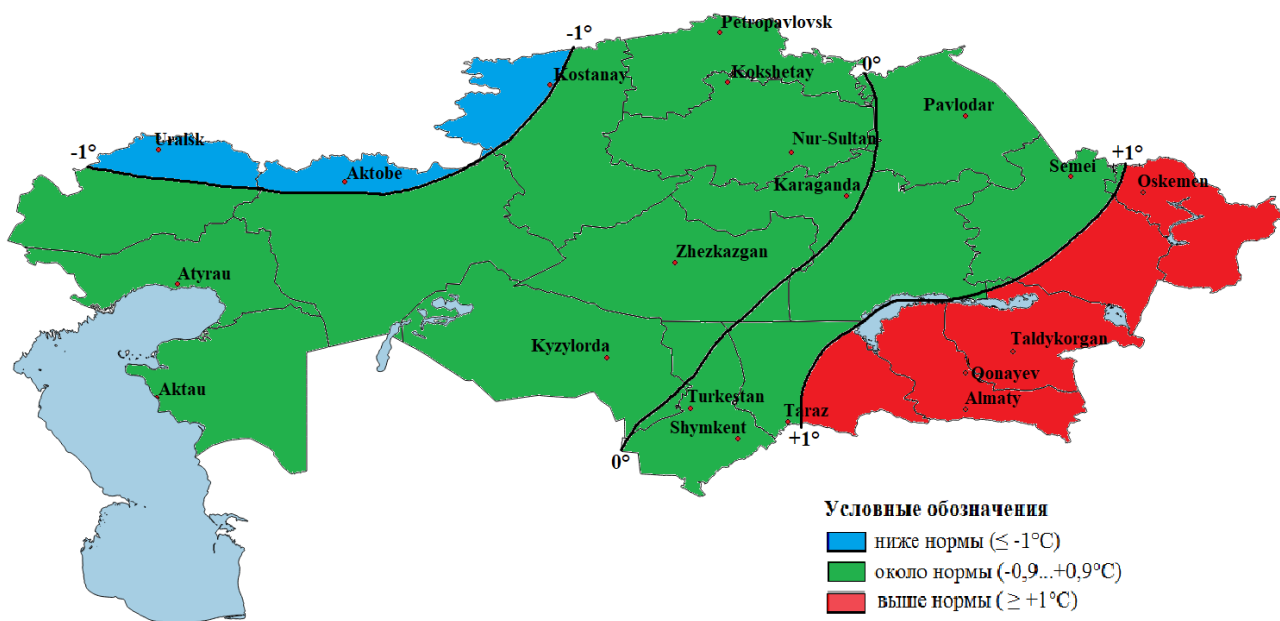 Petropavlovsk
-1°
Kostanay
Kokshetay
0°
Pavlodar
Uralsk
-1°
Aktobe
Nur-Sultan
Semei
+1°
Oskemen
Karaganda
Zhezkazgan
Atyrau
Kyzylorda
Taldykorgan
Qonayev
Aktau
Turkestan
Almaty
Shymkent
Taraz
+1°
0°
Условные обозначения
ниже нормы (≤ -1°C)
около нормы (-0,9...+0,9°C)
выше нормы ( ≥ +1°C)